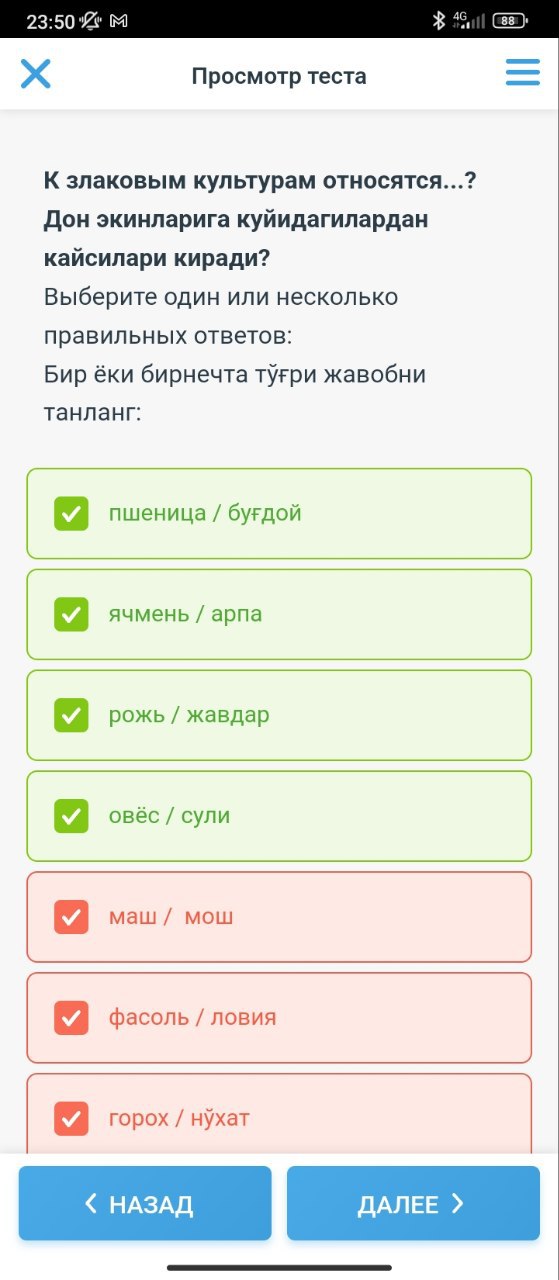 23:50
4G
88
Просмотр теста
К злаковым культурам относятся...?
Дон экинларига куйидагилардан
кайсилари киради?
Выберите один или несколько
правильных ответов:
Бир ёки бирнечта тўғри жавобни
танланг:
пшеница / буғдой
ячмень / арпа
рожь / жавдар
овёс / сули
маш /  мош
фасоль / ловия
горох / нўхат
НАЗАД
ДАЛЕЕ